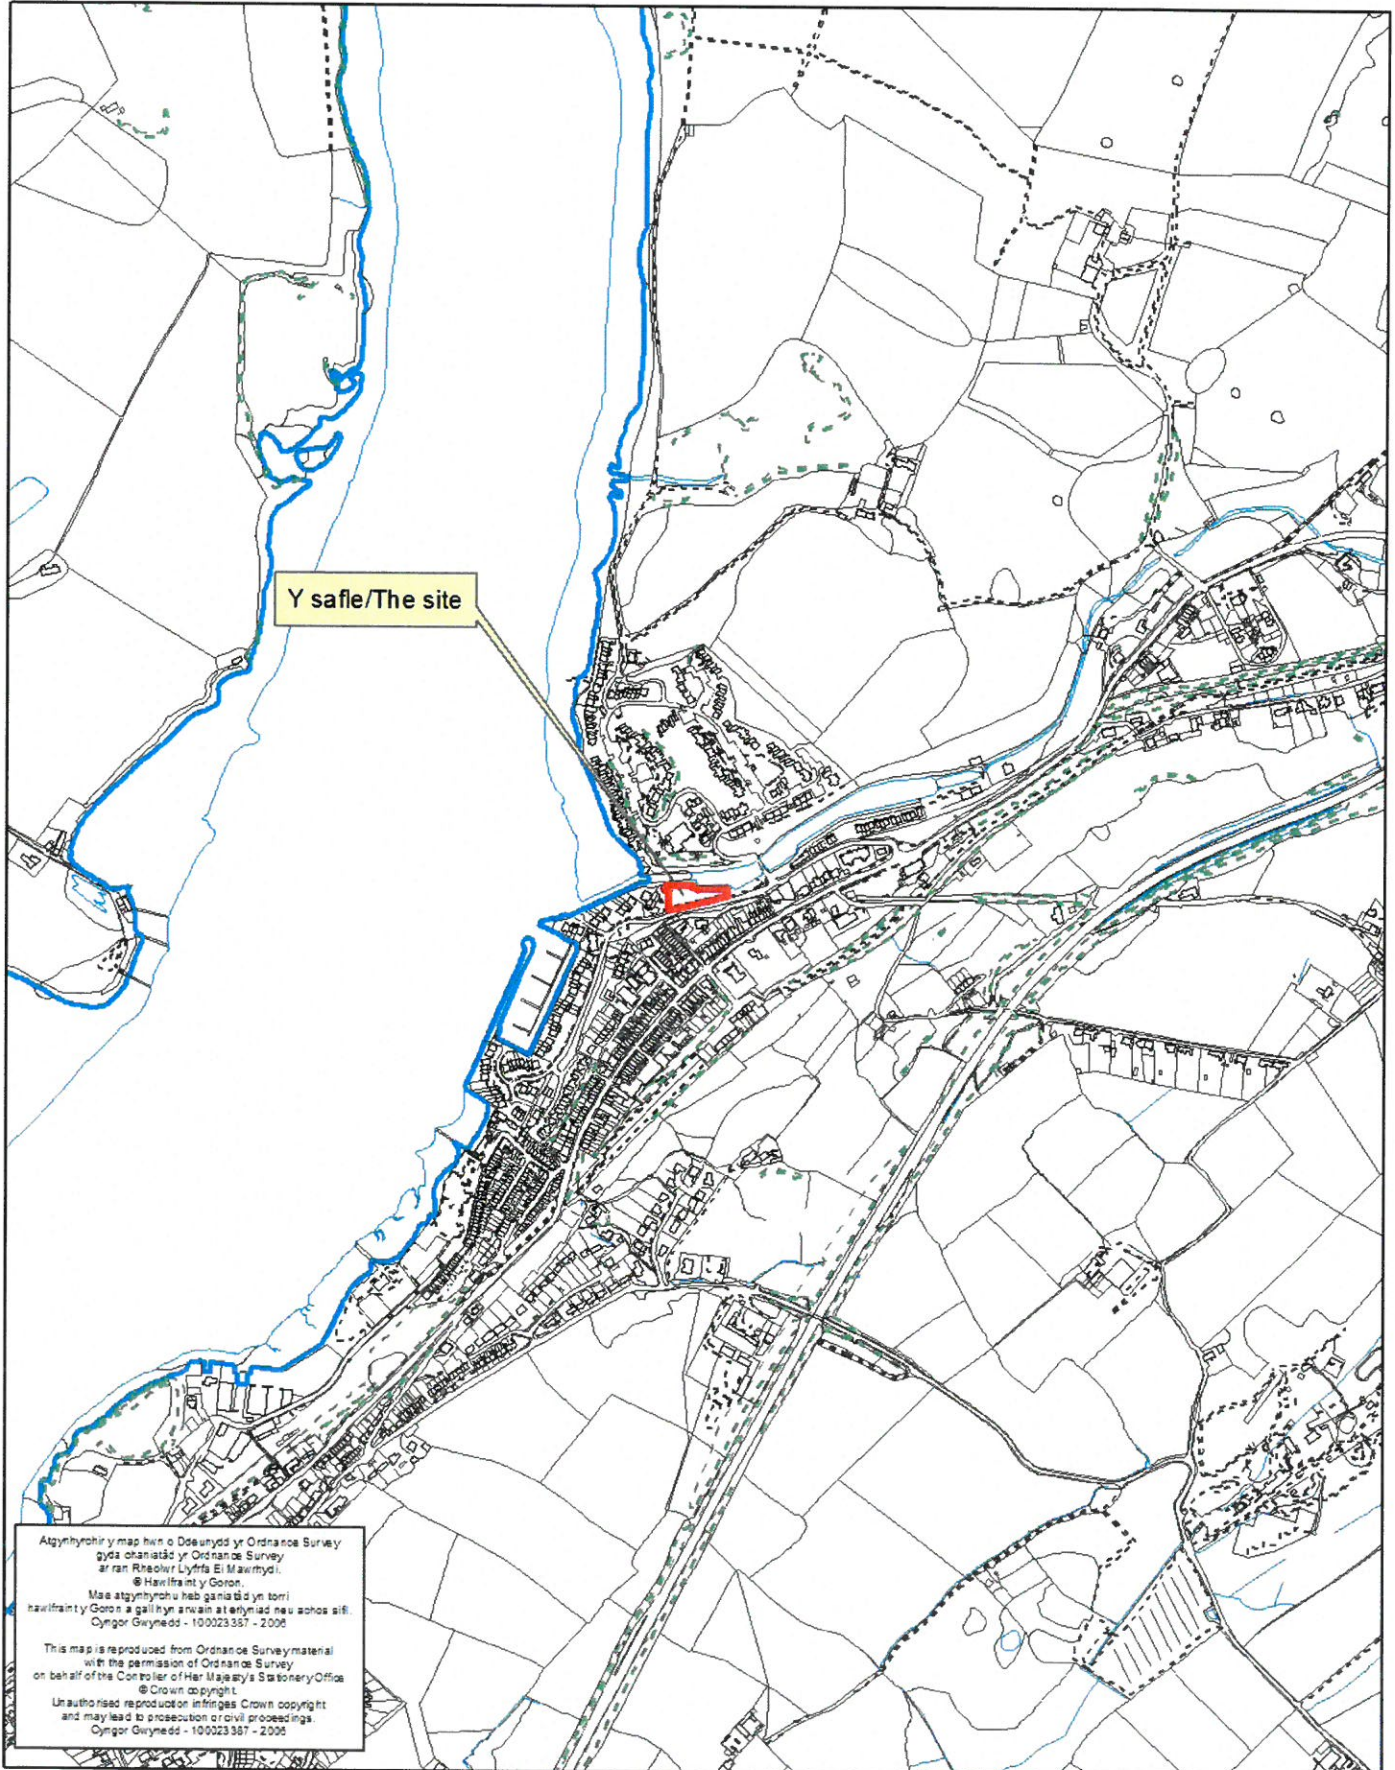 Y safle/The site
Atgynhyrchir y map hwn o Ddeunydd yr Ordnance Survey
gyda chaniatâd yr Ordnance Survey
ar ran Rheolwr Llyfrfa Ei Mawrhydi.
© Hawlfraint y Goron.
Mae atgynhyrchu heb ganiatâd yn torri
hawlfraint y Goron a gall hyn arwain at erlyniad neu achos sifil.
Cyngor Gwynedd - 100023387 - 2006
This map is reproduced from Ordnance Survey material
with the permission of Ordnance Survey
on behalf of the Controller of Her Majesty's Stationery Office
© Crown copyright.
Unauthorised reproduction infringes Crown copyright
and may lead to prosecution or civil proceedings.
Cyngor Gwynedd - 100023387 - 2006